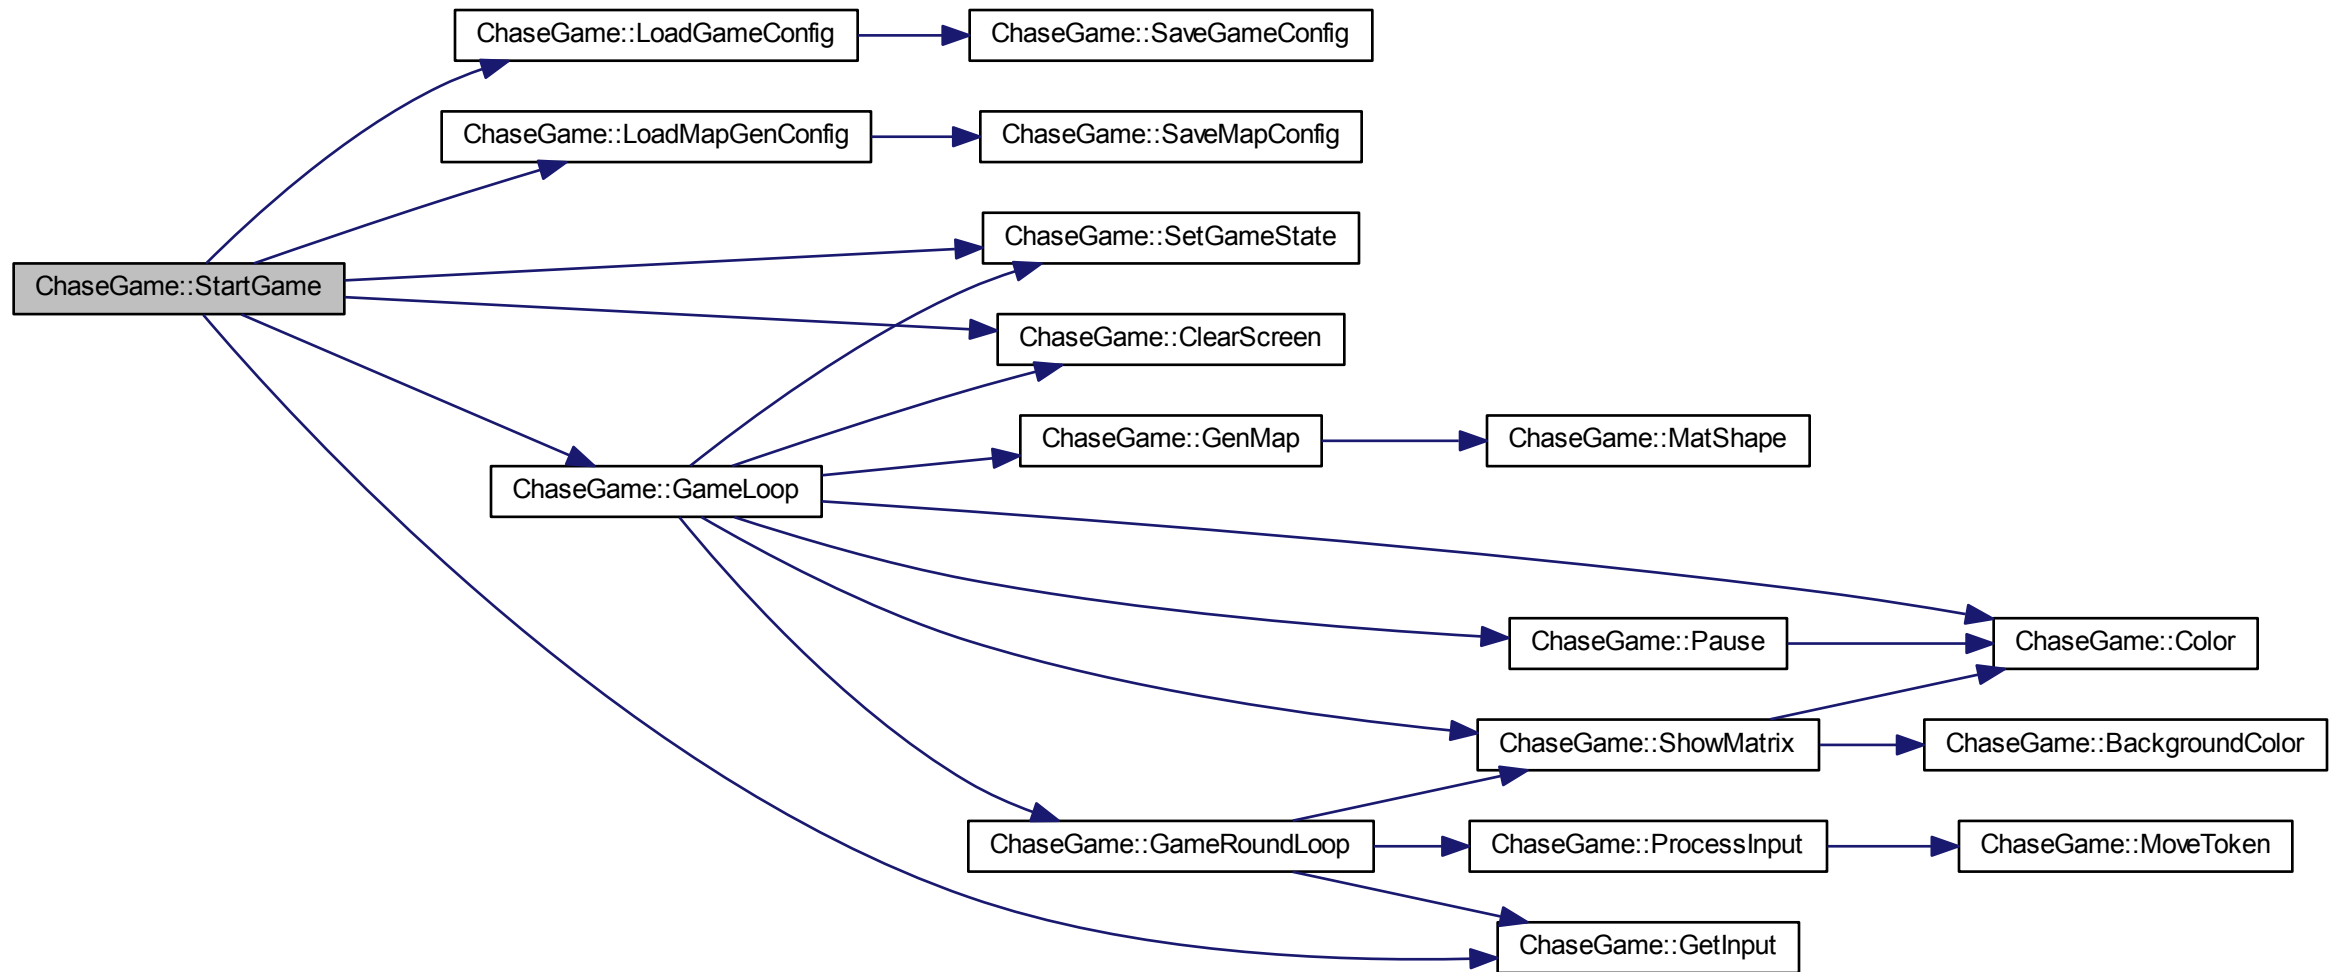 ChaseGame::LoadGameConfig
ChaseGame::SaveGameConfig
ChaseGame::LoadMapGenConfig
ChaseGame::SaveMapConfig
ChaseGame::SetGameState
ChaseGame::StartGame
ChaseGame::ClearScreen
ChaseGame::GenMap
ChaseGame::MatShape
ChaseGame::GameLoop
ChaseGame::Pause
ChaseGame::Color
ChaseGame::ShowMatrix
ChaseGame::BackgroundColor
ChaseGame::GameRoundLoop
ChaseGame::ProcessInput
ChaseGame::MoveToken
ChaseGame::GetInput